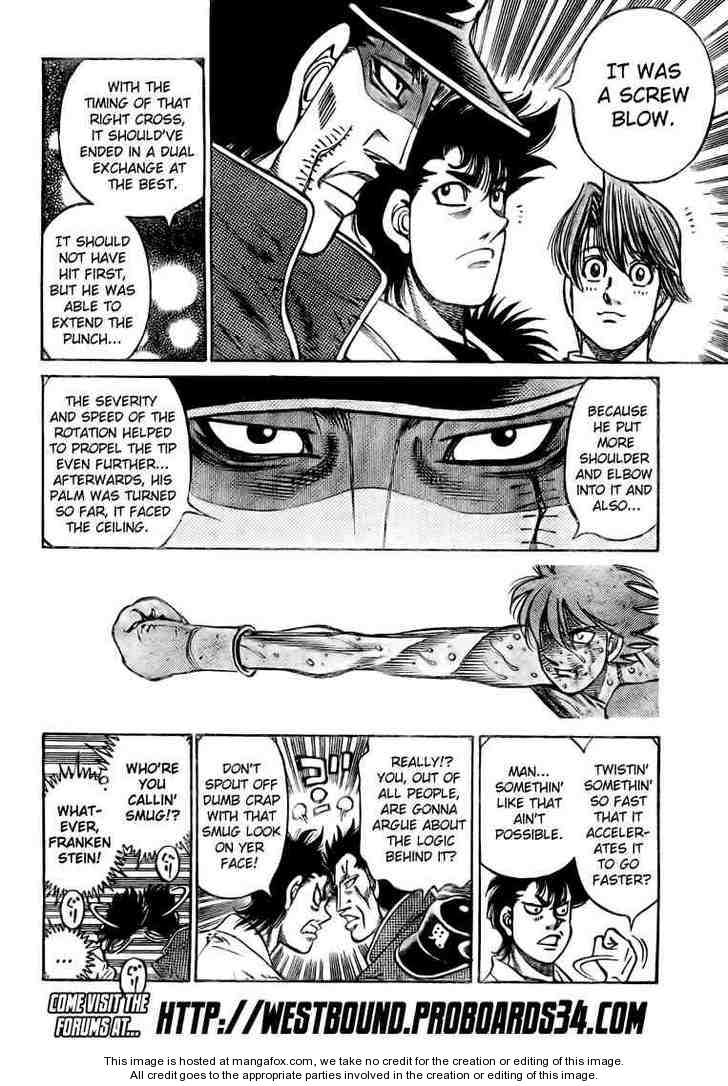 IT WAS
A SCREW
BLOW.
WITH THE
TIMING OF THAT
RIGHT CROSS,
IT SHOULD'VE
ENDED IN A DUAL
EXCHANGE AT
THE BEST.
IT SHOULD
NOT HAVE
HIT FIRST,
BUT HE WAS
ABLE TO
EXTEND THE
PUNCH...
BECAUSE
HE PUT
MORE
SHOULDER
AND ELBOW
INTO IT AND
ALSO...
THE SEVERITY
AND SPEED OF THE
ROTATION HELPED
TO PROPEL THE TIP
EVEN FURTHER...
AFTERWARDS, HIS
PALM WAS TURNED
SO FAR, IT FACED
THE CEILING.
TWISTIN'
SOMETHIN'
SO FAST
THAT IT
ACCELER-
ATES IT
TO GO
FASTER?
MAN...
SOMETHIN'
LIKE THAT
AIN'T
POSSIBLE.
REALLY!?
YOU, OUT OF
ALL PEOPLE,
ARE GONNA
ARGUE ABOUT
THE LOGIC
BEHIND IT?
ゴン
DON'T
SPOUT OFF
DUMB CRAP
WITH THAT
SMUG LOOK
ON YER
FACE!
WHO'RE
YOU
CALLIN'
SMUG!?
WHAT-
EVER,
FRANKEN
STEIN!
...
COME VISIT THE
FORUMS AT...
HTTP://WESTBOUND.PROBOARDS34.COM
This image is hosted at mangafox.com, we take no credit for the creation or editing of this image.
All credit goes to the appropriate parties involved in the creation or editing of this image.